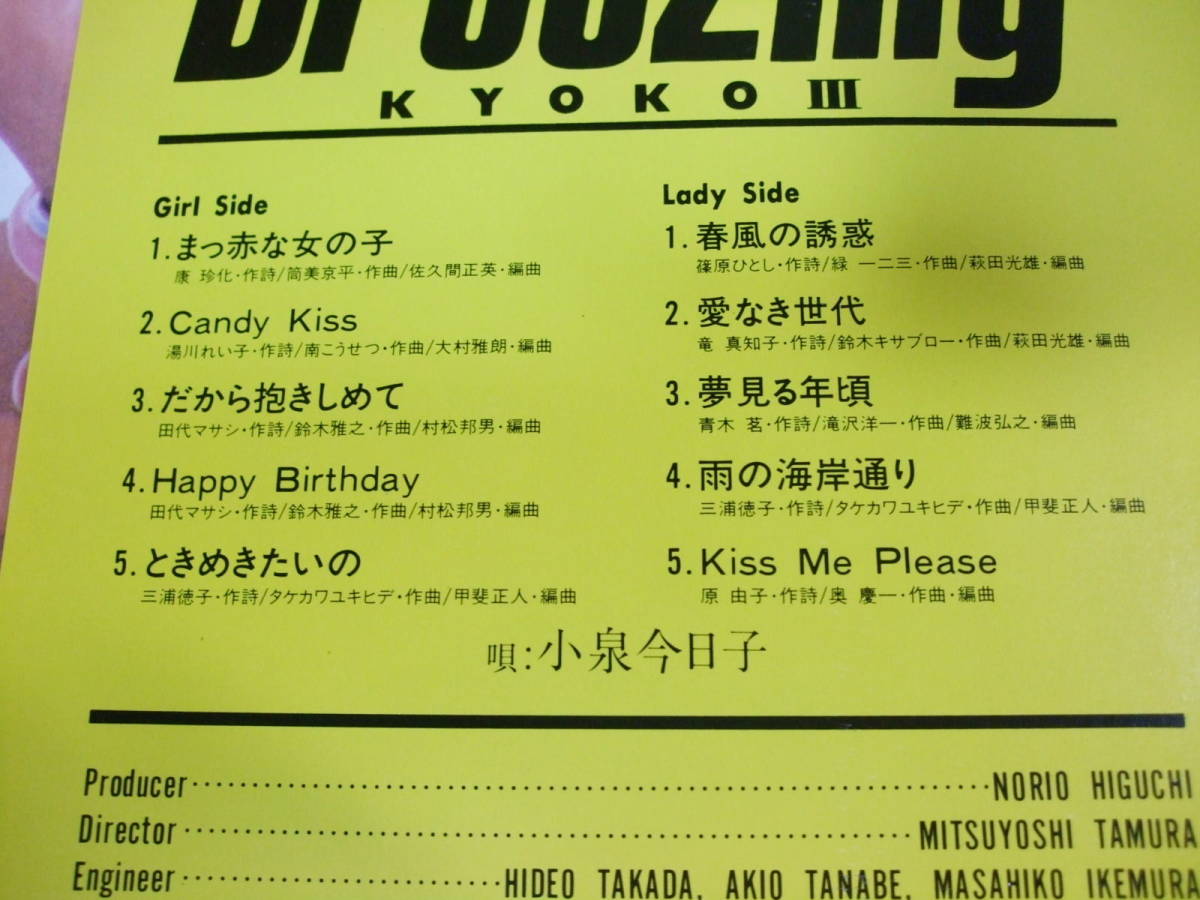 Breezing
KYOKO III
Girl Side
1.まっ赤な女の子
康 珍化・作詩/筒美京平・作曲/佐久間正英・編曲
2.Candy Kiss
湯川れい子・作詩/南こうせつ・作曲/大村雅朗・編曲
3.だから抱きしめて
田代マサシ・作詩/鈴木雅之・作曲/村松邦男・編曲
4.Happy Birthday
田代マサシ・作詩/鈴木雅之・作曲/村松邦男・編曲
5.ときめきたいの
三浦徳子・作詩/タケカワユキヒデ・作曲/甲斐正人・編曲
Lady Side
1.春風の誘惑
篠原ひとし・作詩/緑 一二三・作曲/萩田光雄・編曲
2.愛なき世代
竜 真知子・作詩/鈴木キサブロー・作曲/萩田光雄・編曲
3.夢見る年頃
青木 茗・作詩/滝沢洋一・作曲/難波弘之・編曲
4.雨の海岸通り
三浦徳子・作詩/タケカワユキヒデ・作曲/甲斐正人・編曲
5.Kiss Me Please
原 由子・作詩/奥 慶一・作曲・編曲
唄:小泉今日子
Producer NORIO HIGUCHI
Director MITSUYOSHI TAMURA
Engineer HIDEO TAKADA, AKIO TANABE, MASAHIKO IKEMURA